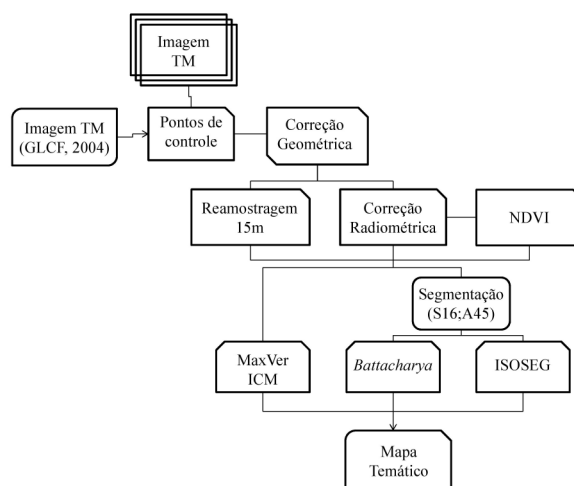 Imagem
TM
Imagem TM
(GLCF, 2004)
Pontos de
controle
Correção
Geométrica
Reamostragem
15m
Correção
Radiométrica
NDVI
Segmentação
(S16;A45)
MaxVer
ICM
Battacharya
ISOSEG
Mapa
Temático